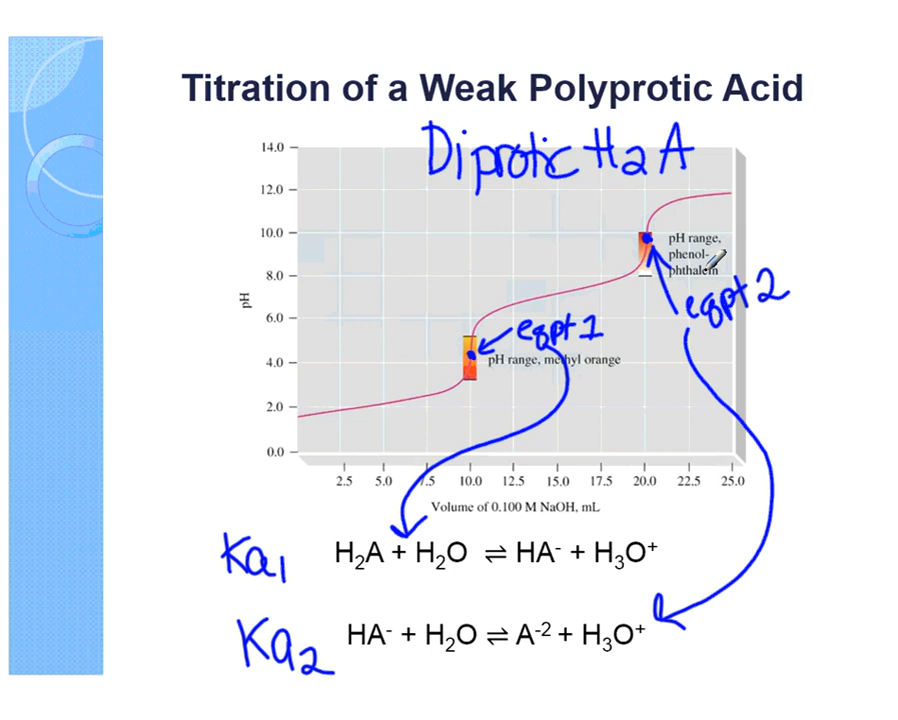 Titration of a Weak Polyprotic Acid
Diprotic H₂A
14.0
12.0
10.0
8.0
6.0
4.0
2.0
0.0
pH
pH range,
phenol-
phthalein
eqpt 2
eqpt 1
pH range, methyl orange
2.5 5.0 7.5 10.0 12.5 15.0 17.5 20.0 22.5 25.0
Volume of 0.100 M NaOH, mL
Ka₁ H₂A + H₂O ⇌ HA⁻ + H₃O⁺
Ka₂ HA⁻ + H₂O ⇌ A⁻² + H₃O⁺